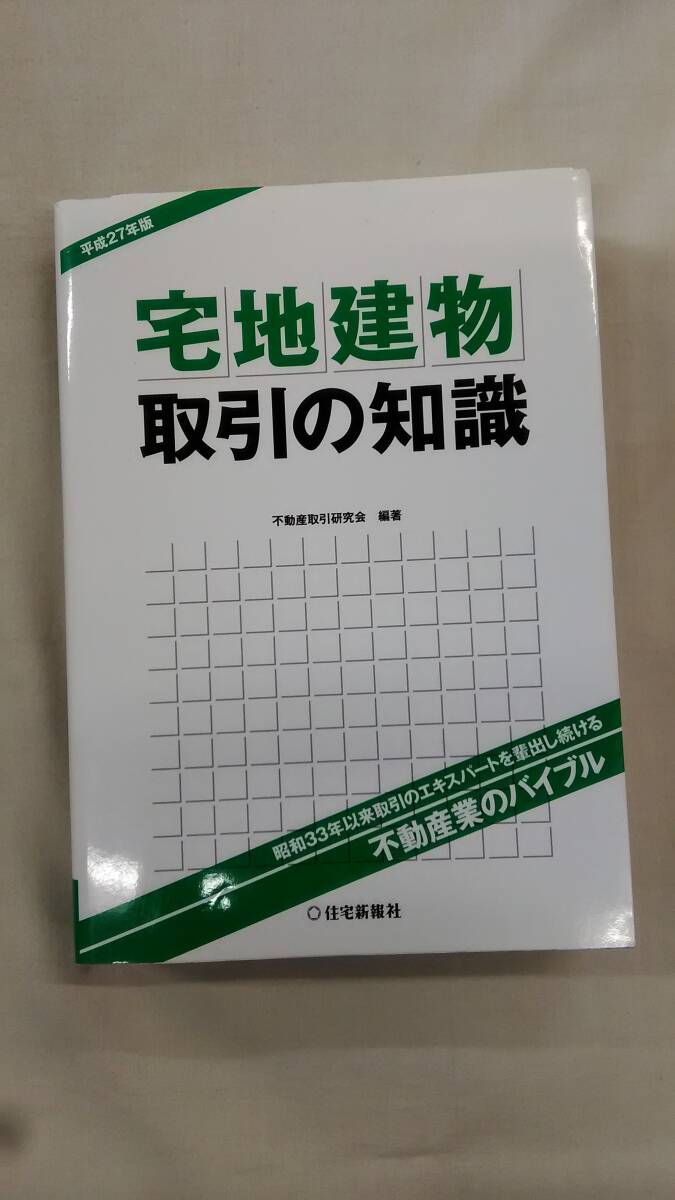 平成27年版
宅地建物
取引の知識
不動産取引研究会 編著
昭和33年以来取引のエキスパートを輩出し続ける
不動産業のバイブル
住宅新報社